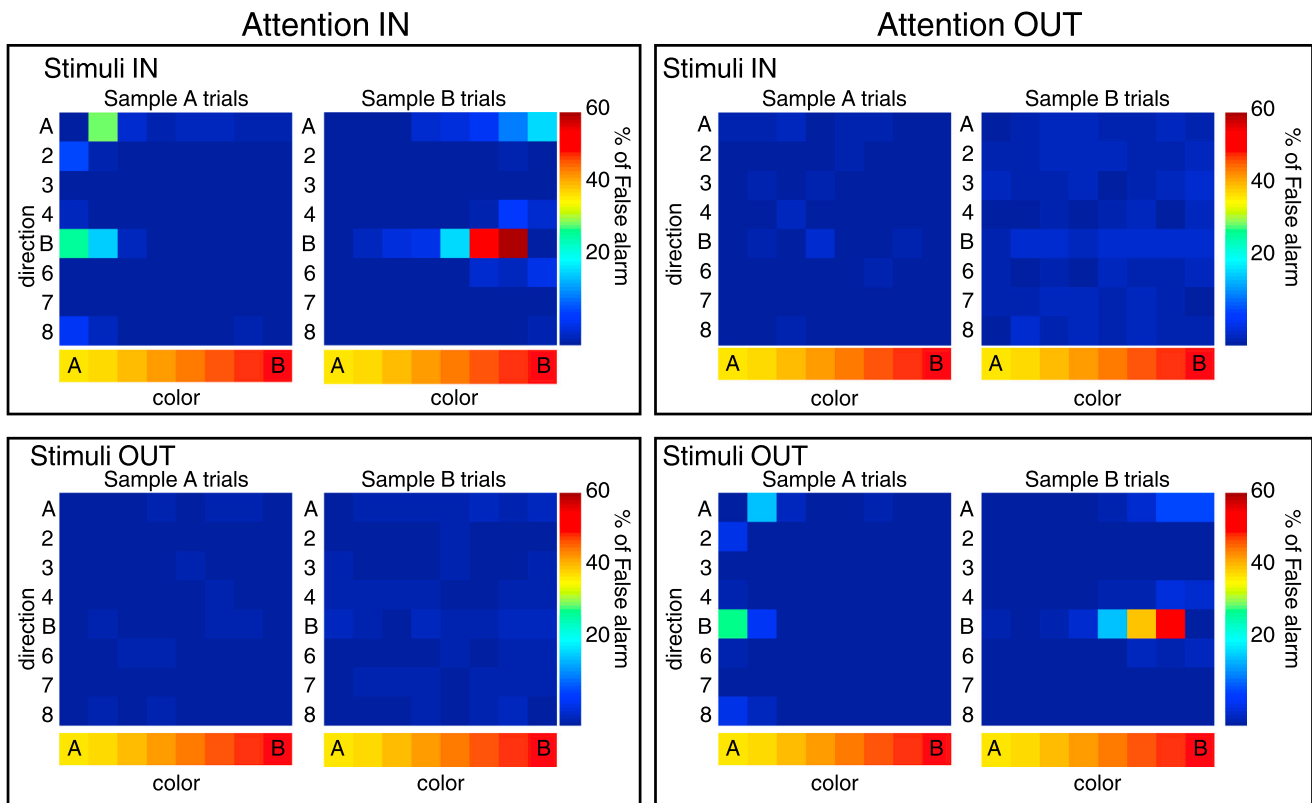 Attention IN
Attention OUT
Stimuli IN
Sample A trials
Sample B trials
A
2
3
4
B
6
7
8
direction
A
B
color
A
2
3
4
B
6
7
8
A
B
color
60
40
20
% of False alarm
Stimuli IN
Sample A trials
Sample B trials
A
2
3
4
B
6
7
8
direction
A
B
color
A
2
3
4
B
6
7
8
A
B
color
60
40
20
% of False alarm
Stimuli OUT
Sample A trials
Sample B trials
A
2
3
4
B
6
7
8
direction
A
B
color
A
2
3
4
B
6
7
8
A
B
color
60
40
20
% of False alarm
Stimuli OUT
Sample A trials
Sample B trials
A
2
3
4
B
6
7
8
direction
A
B
color
A
2
3
4
B
6
7
8
A
B
color
60
40
20
% of False alarm